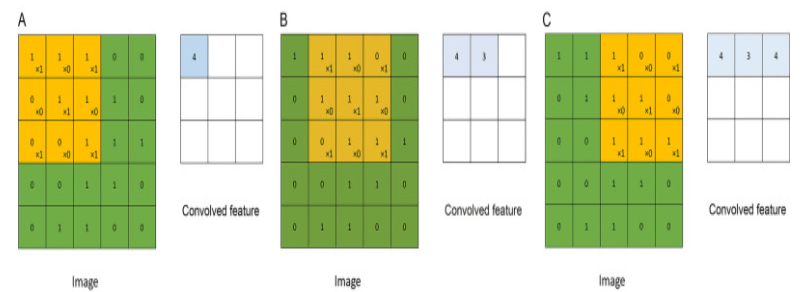 A
1×1 1×0 1×1 0 0
0×0 1×1 1×0 1 0
0×1 0×0 1×1 1 1
0 0 1 1 0
0 1 1 0 0
Image
4
Convolved feature
B
1 1×1 1×0 0×1 0
0 1×0 1×1 1×0 0
0 0×1 1×0 1×1 1
0 0 1 1 0
0 1 1 0 0
Image
4 3
Convolved feature
C
1 1 1×1 0×0 0×1
0 1 1×0 1×1 0×0
0 0 1×1 1×0 1×1
0 0 1 1 0
0 1 1 0 0
Image
4 3 4
Convolved feature